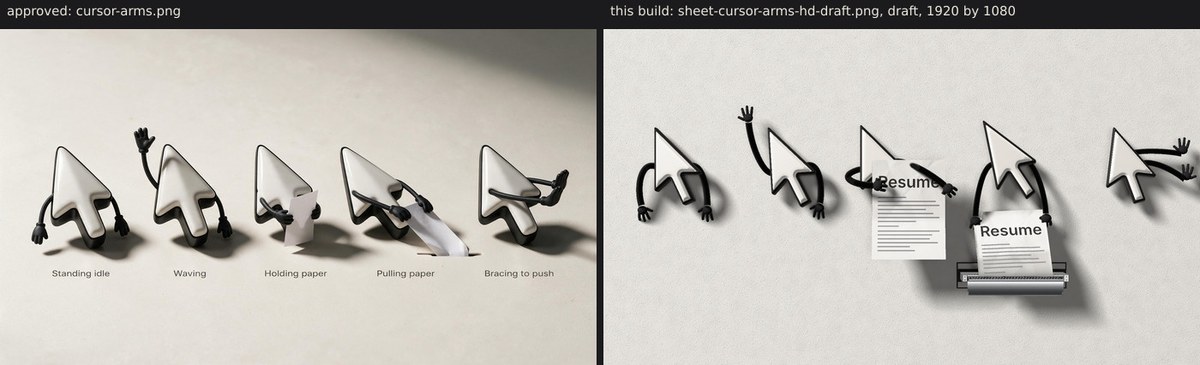 approved: cursor-arms.png
this build: sheet-cursor-arms-hd-draft.png, draft, 1920 by 1080
Resume
Resume
Standing idle
Waving
Holding paper
Pulling paper
Bracing to push